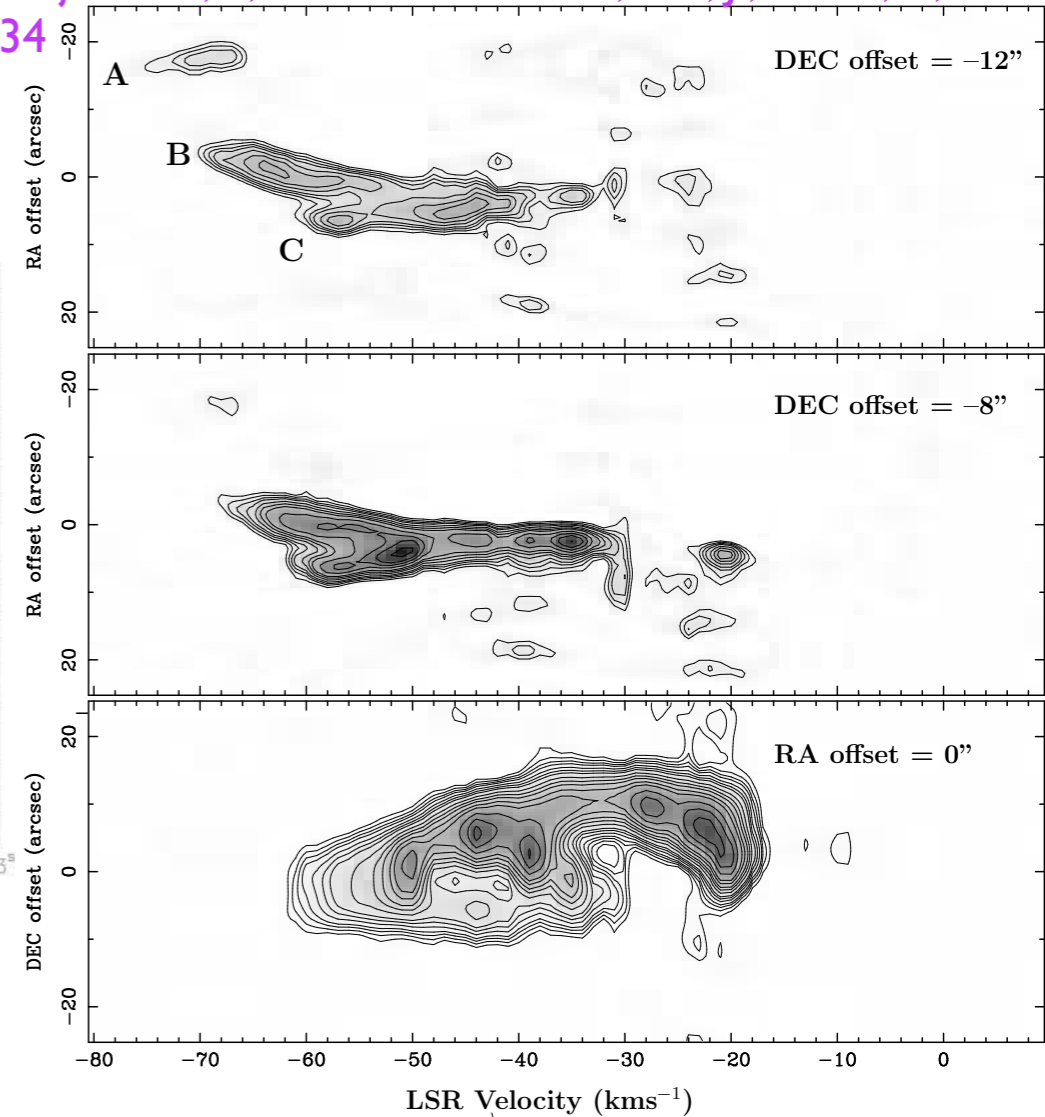 34
DEC offset = –12”
A
B
C
RA offset (arcsec)
−20
0
20
DEC offset = –8”
RA offset (arcsec)
−20
0
20
RA offset = 0”
DEC offset (arcsec)
20
0
−20
−80 −70 −60 −50 −40 −30 −20 −10 0
LSR Velocity (kms⁻¹)